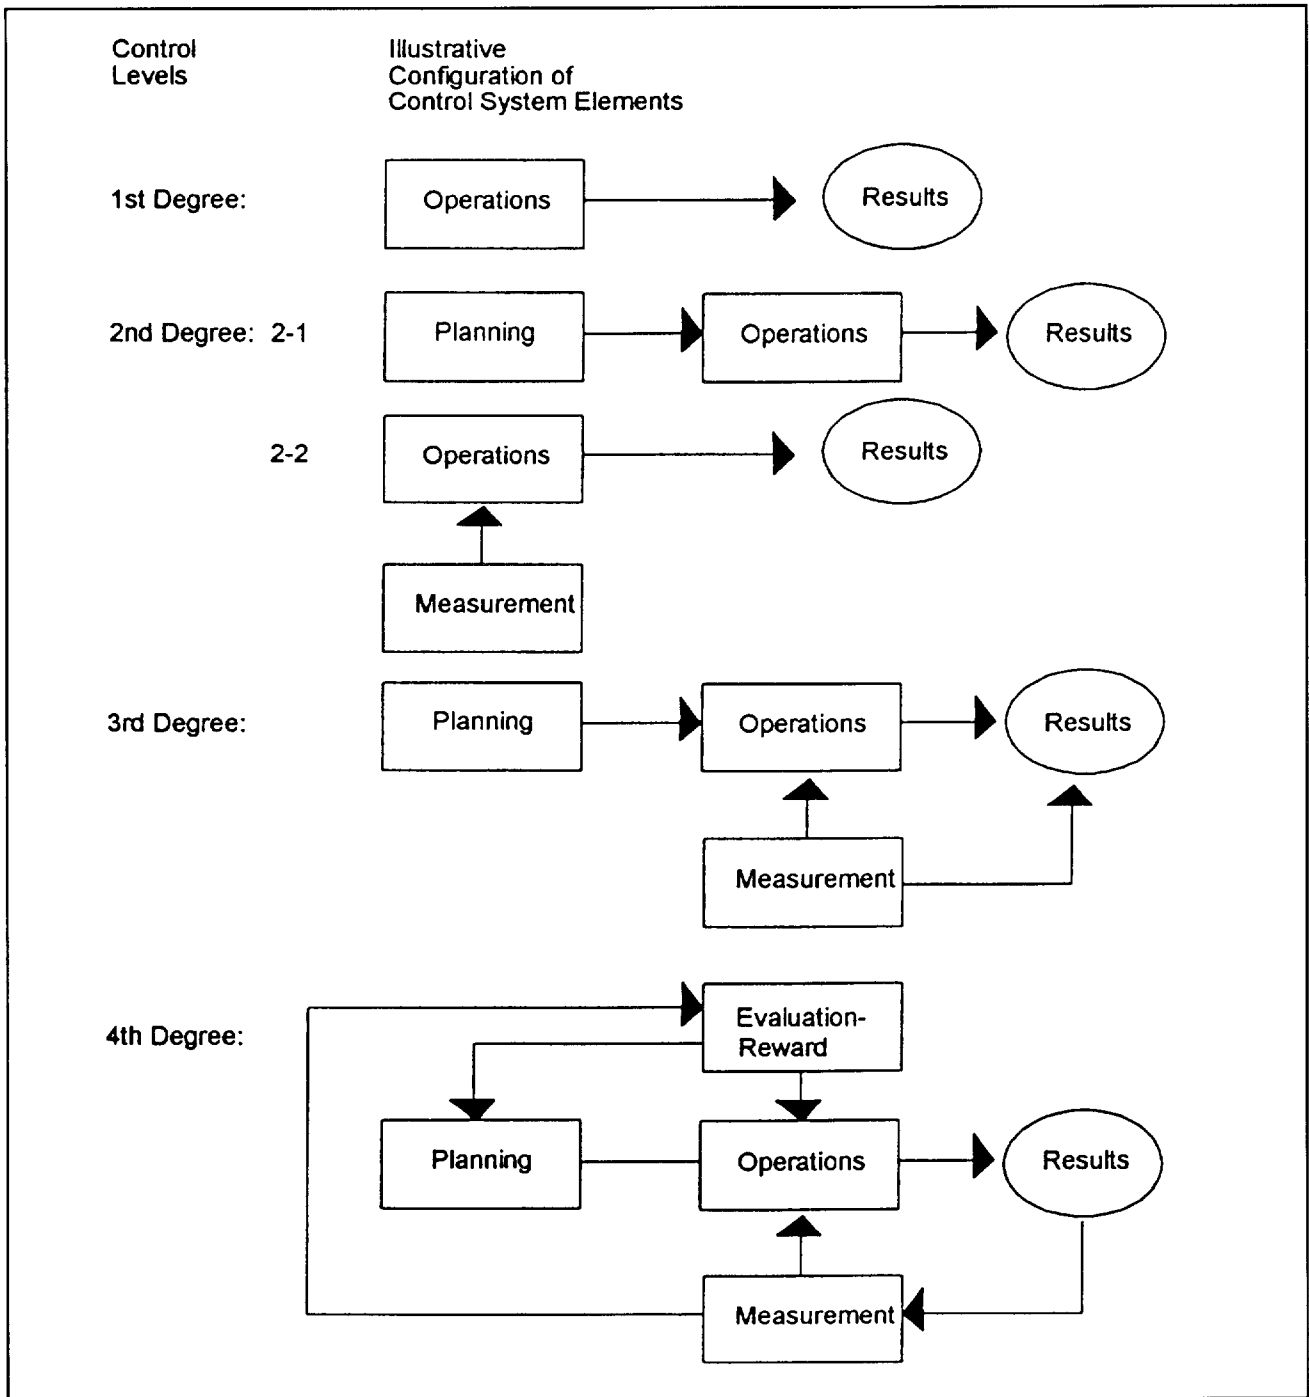 Control
Levels
Illustrative
Configuration of
Control System Elements
1st Degree:
Operations
Results
2nd Degree: 2-1
Planning
Operations
Results
2-2
Operations
Results
Measurement
3rd Degree:
Planning
Operations
Results
Measurement
4th Degree:
Evaluation-
Reward
Planning
Operations
Results
Measurement